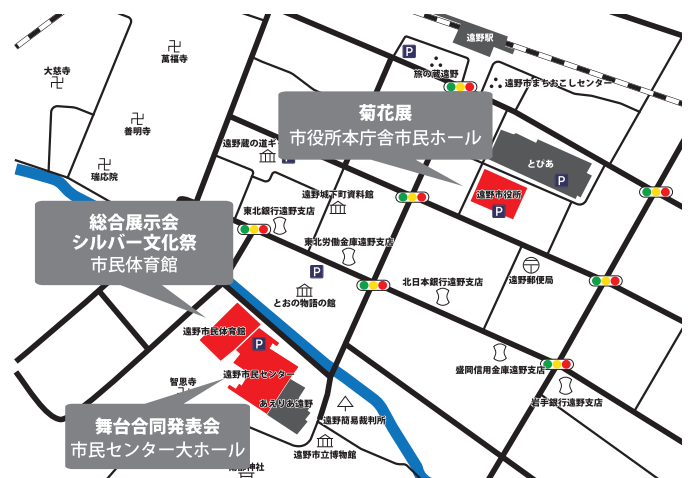 遠野駅
P
旅の蔵遠野
遠野市まちおこしセンター
萬福寺
大慈寺
善明寺
瑞応院
菊花展
市役所本庁舎市民ホール
とぴあ
P
遠野蔵の道ギ
P
遠野市役所
P
遠野城下町資料館
東北銀行遠野支店
東北労働金庫遠野支店
総合展示会
シルバー文化祭
市民体育館
P
とおの物語の館
北日本銀行遠野支店
遠野郵便局
遠野市民体育館
P
遠野市民センター
あえりあ遠野
智恩寺
盛岡信用金庫遠野支店
岩手銀行遠野支店
舞台合同発表会
市民センター大ホール
遠野簡易裁判所
遠野市立博物館
神社